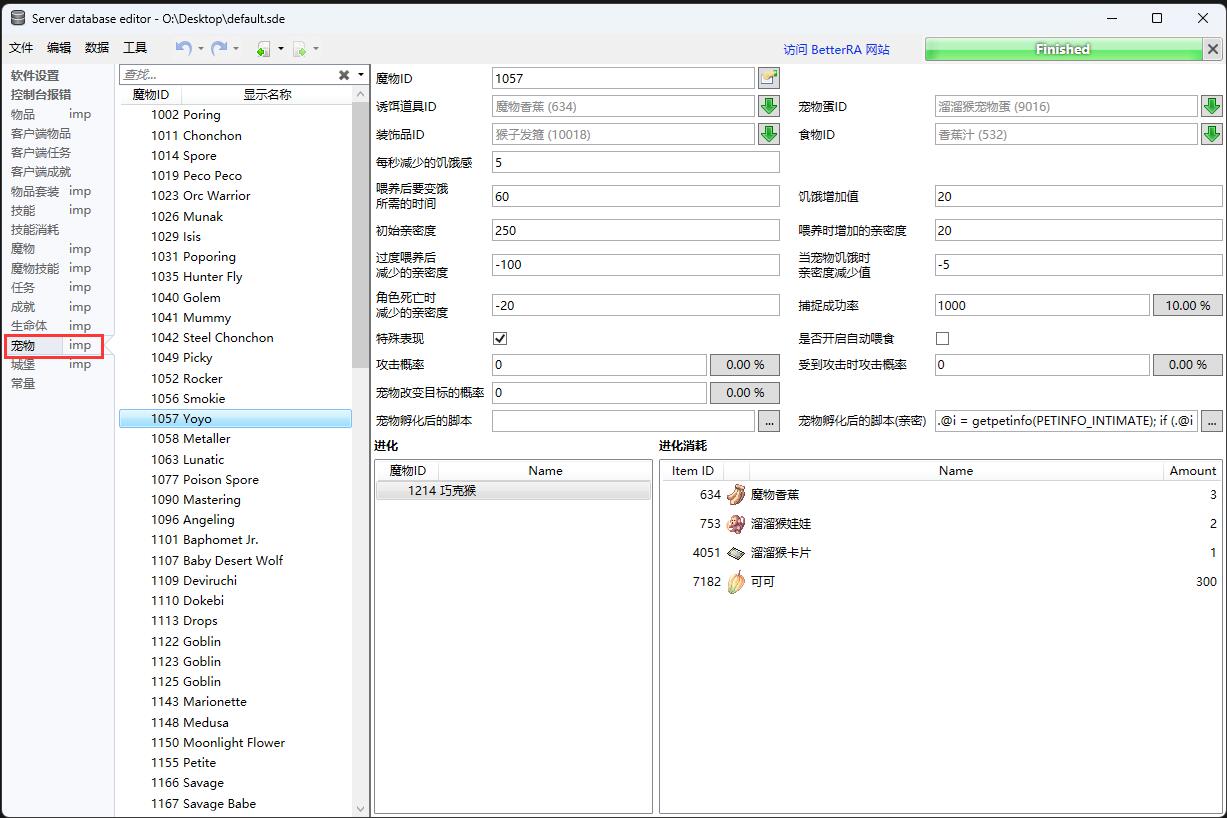 Server database editor - O:\Desktop\default.sde
文件 编辑 数据 工具
访问 BetterRA 网站
Finished
软件设置
控制台报错
物品 imp
客户端物品
客户端任务
客户端成就
物品套装 imp
技能 imp
技能消耗
魔物 imp
魔物技能 imp
任务 imp
成就 imp
生命体 imp
宠物 imp
城堡 imp
常量
查找...
魔物ID 显示名称
1002 Poring
1011 Chonchon
1014 Spore
1019 Peco Peco
1023 Orc Warrior
1026 Munak
1029 Isis
1031 Poporing
1035 Hunter Fly
1040 Golem
1041 Mummy
1042 Steel Chonchon
1049 Picky
1052 Rocker
1056 Smokie
1057 Yoyo
1058 Metaller
1063 Lunatic
1077 Poison Spore
1090 Mastering
1096 Angeling
1101 Baphomet Jr.
1107 Baby Desert Wolf
1109 Deviruchi
1110 Dokebi
1113 Drops
1122 Goblin
1123 Goblin
1125 Goblin
1143 Marionette
1148 Medusa
1150 Moonlight Flower
1155 Petite
1166 Savage
1167 Savage Babe
魔物ID 1057
诱饵道具ID 魔物香蕉 (634) 宠物蛋ID 溜溜猴宠物蛋 (9016)
装饰品ID 猴子发箍 (10018) 食物ID 香蕉汁 (532)
每秒减少的饥饿感 5
喂养后要变饿
所需的时间 60 饥饿增加值 20
初始亲密度 250 喂养时增加的亲密度 20
过度喂养后
减少的亲密度 -100 当宠物饥饿时
亲密度减少值 -5
角色死亡时
减少的亲密度 -20 捕捉成功率 1000 10.00 %
特殊表现 是否开启自动喂食
攻击概率 0 0.00 % 受到攻击时攻击概率 0 0.00 %
宠物改变目标的概率 0 0.00 %
宠物孵化后的脚本 ... 宠物孵化后的脚本(亲密) .@i = getpetinfo(PETINFO_INTIMATE); if (.@i ...
进化
魔物ID Name
1214 巧克猴
进化消耗
Item ID Name Amount
634 魔物香蕉 3
753 溜溜猴娃娃 2
4051 溜溜猴卡片 1
7182 可可 300